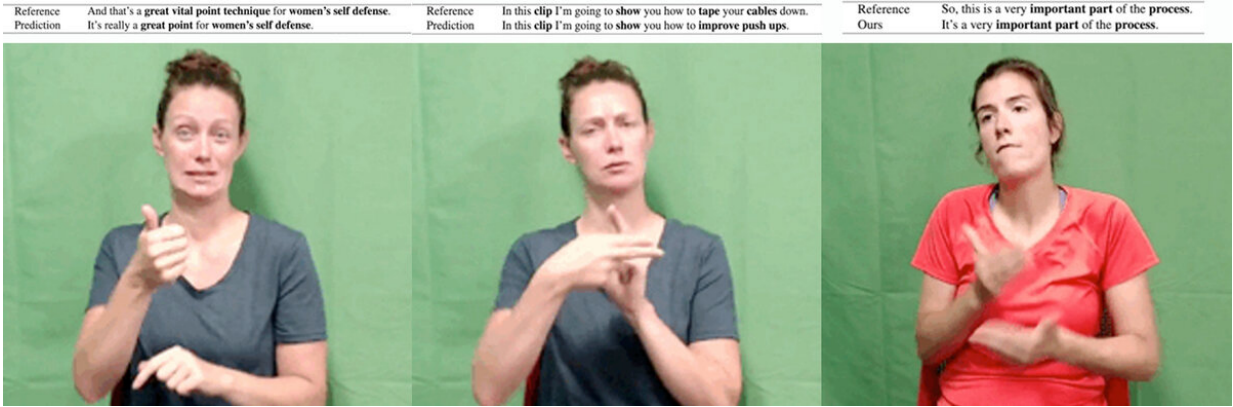 Reference And that's a great vital point technique for women's self defense.
Prediction It's really a great point for women's self defense.
Reference In this clip I'm going to show you how to tape your cables down.
Prediction In this clip I'm going to show you how to improve push ups.
Reference So, this is a very important part of the process.
Ours It's a very important part of the process.